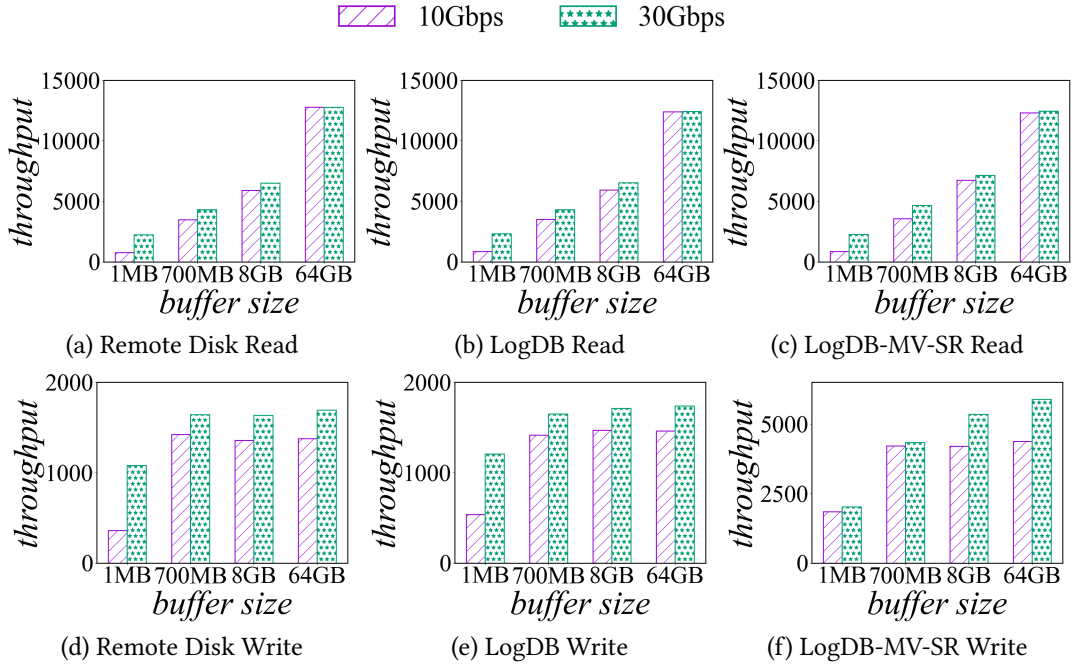 10Gbps 30Gbps
15000
10000
5000
0
throughput
1MB 700MB 8GB 64GB
buffer size
(a) Remote Disk Read
15000
10000
5000
0
throughput
1MB 700MB 8GB 64GB
buffer size
(b) LogDB Read
15000
10000
5000
0
throughput
1MB 700MB 8GB 64GB
buffer size
(c) LogDB-MV-SR Read
2000
1000
0
throughput
1MB 700MB 8GB 64GB
buffer size
(d) Remote Disk Write
2000
1000
0
throughput
1MB 700MB 8GB 64GB
buffer size
(e) LogDB Write
5000
2500
0
throughput
1MB 700MB 8GB 64GB
buffer size
(f) LogDB-MV-SR Write